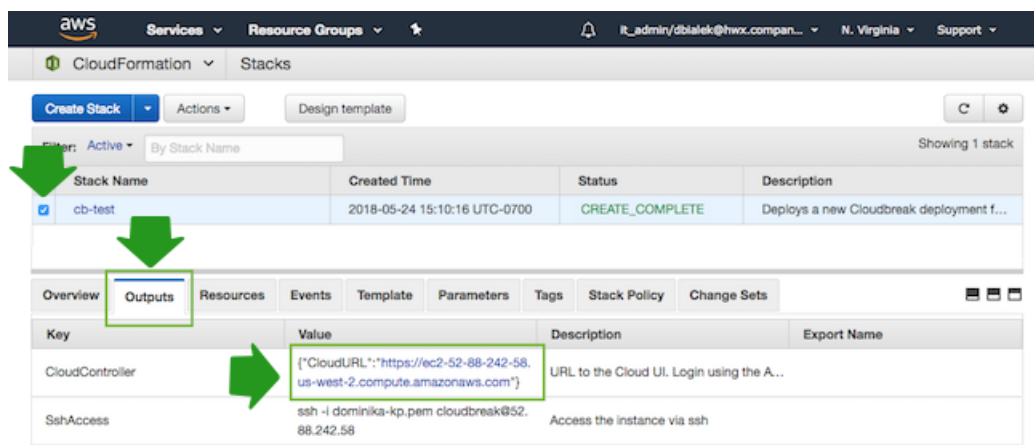 aws Services Resource Groups lt_admin/dbialek@hwx.compan... N. Virginia Support
CloudFormation Stacks
Create Stack Actions Design template
Filter: Active By Stack Name Showing 1 stack
Stack Name Created Time Status Description
cb-test 2018-05-24 15:10:16 UTC-0700 CREATE_COMPLETE Deploys a new Cloudbreak deployment f...
Overview Outputs Resources Events Template Parameters Tags Stack Policy Change Sets
Key Value Description Export Name
CloudController {"CloudURL":"https://ec2-52-88-242-58. URL to the Cloud UI. Login using the A...
us-west-2.compute.amazonaws.com"}
SshAccess ssh -i dominika-kp.pem cloudbreak@52. Access the instance via ssh
88.242.58